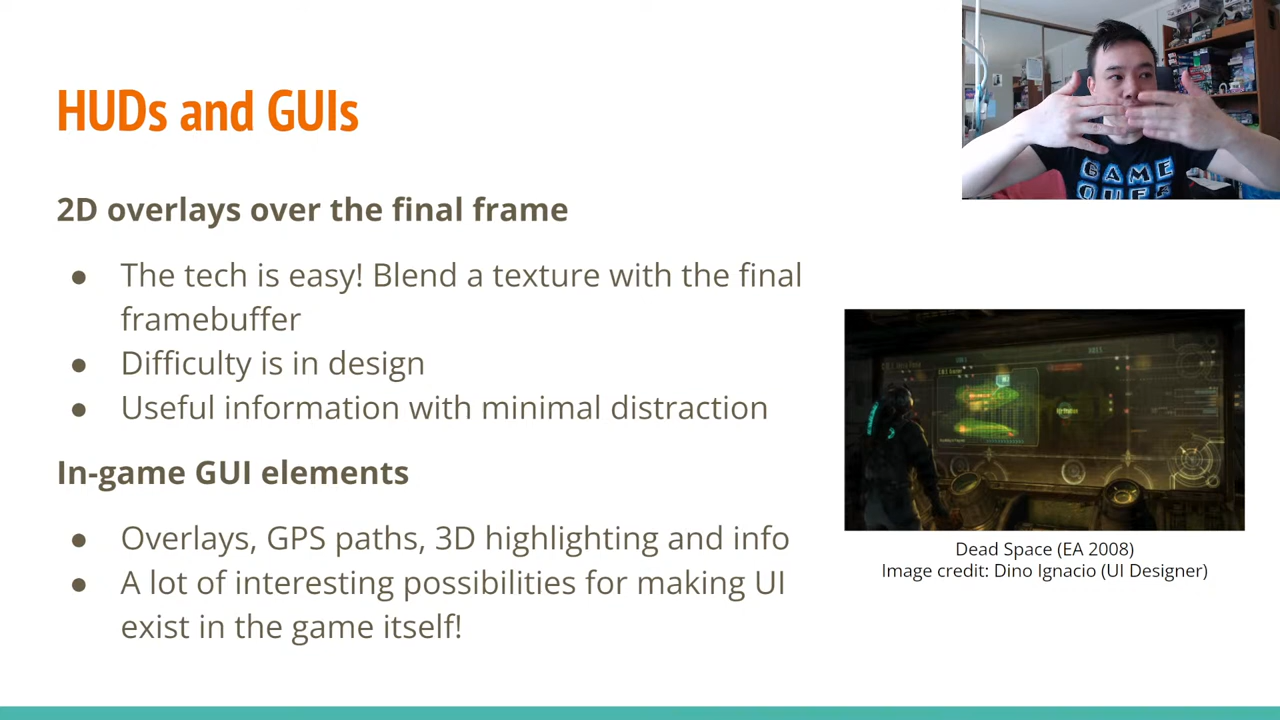 HUDs and GUIs
2D overlays over the final frame
● The tech is easy! Blend a texture with the final
framebuffer
● Difficulty is in design
● Useful information with minimal distraction
In-game GUI elements
● Overlays, GPS paths, 3D highlighting and info
● A lot of interesting possibilities for making UI
exist in the game itself!
GAME
Dead Space (EA 2008)
Image credit: Dino Ignacio (UI Designer)